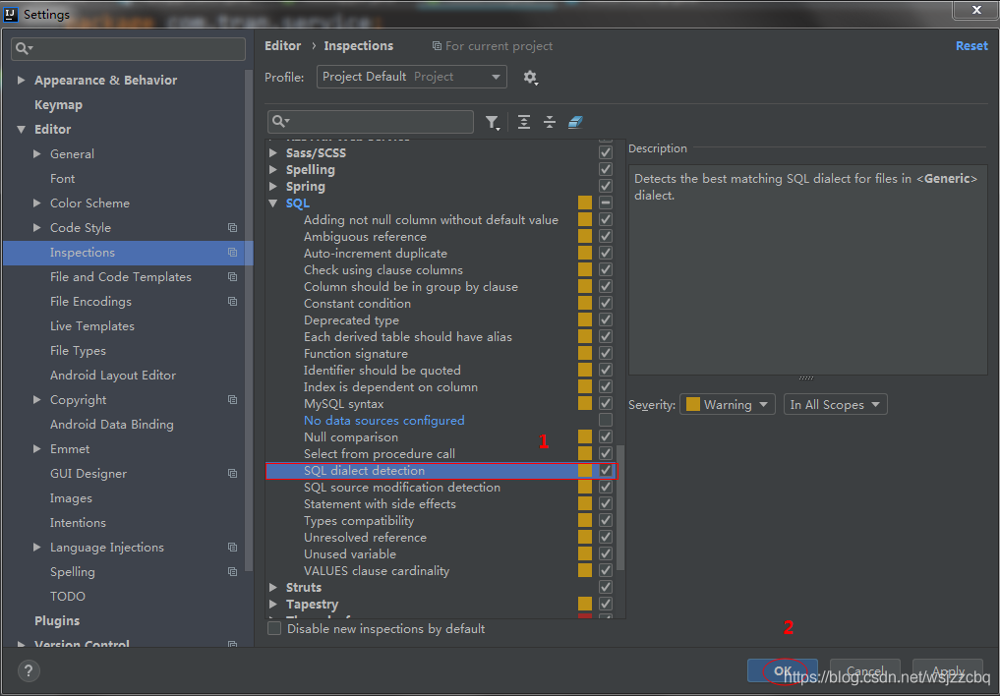 package com.tran.service;
Settings
Appearance & Behavior
Keymap
Editor
General
Font
Color Scheme
Code Style
Inspections
File and Code Templates
File Encodings
Live Templates
File Types
Android Layout Editor
Copyright
Android Data Binding
Emmet
GUI Designer
Images
Intentions
Language Injections
Spelling
TODO
Plugins
Version Control
Editor › Inspections For current project Reset
Profile: Project Default Project
Sass/SCSS
Spelling
Spring
SQL
Adding not null column without default value
Ambiguous reference
Auto-increment duplicate
Check using clause columns
Column should be in group by clause
Constant condition
Deprecated type
Each derived table should have alias
Function signature
Identifier should be quoted
Index is dependent on column
MySQL syntax
No data sources configured
Null comparison
1
Select from procedure call
SQL dialect detection
SQL source modification detection
Statement with side effects
Types compatibility
Unresolved reference
Unused variable
VALUES clause cardinality
Struts
Tapestry
Disable new inspections by default
Description
Detects the best matching SQL dialect for files in <Generic>
dialect.
Severity: Warning In All Scopes
2
?
OK Cancel Apply
https://blog.csdn.net/wsjzzcbq